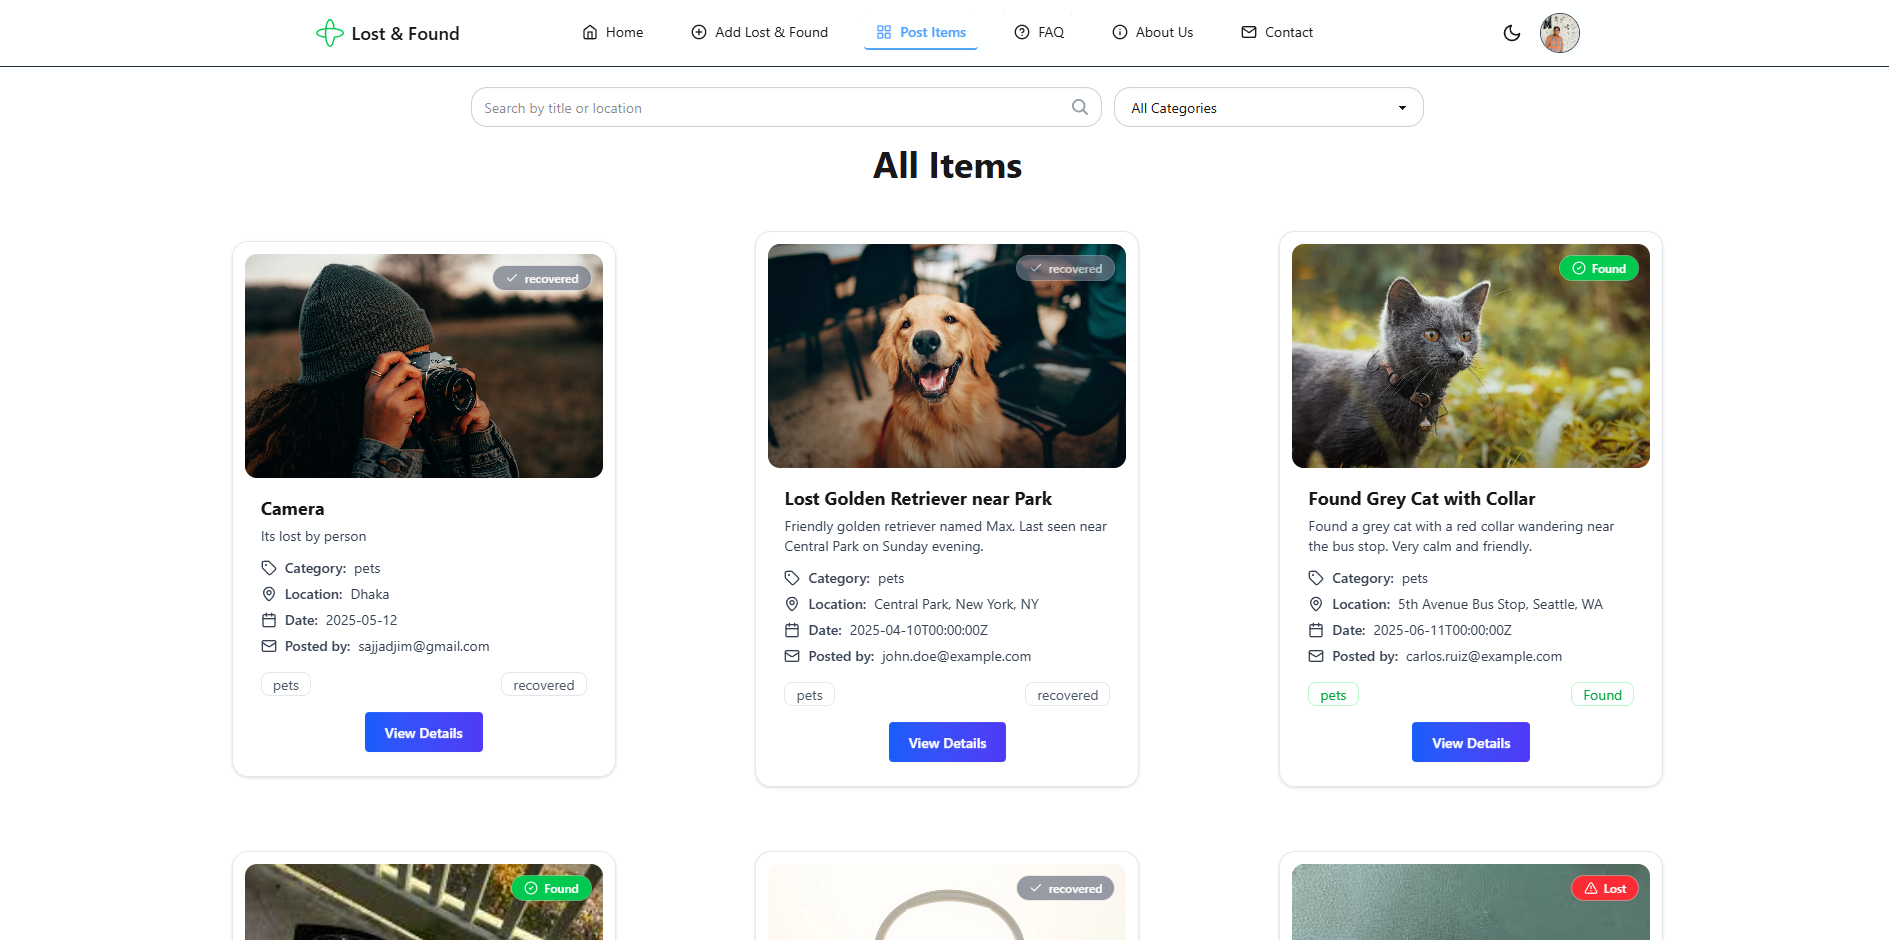 Lost & Found
Home
Add Lost & Found
Post Items
FAQ
About Us
Contact
Search by title or location
All Categories
All Items
recovered
Camera
Its lost by person
Category: pets
Location: Dhaka
Date: 2025-05-12
Posted by: sajjadjim@gmail.com
pets
recovered
View Details
recovered
Lost Golden Retriever near Park
Friendly golden retriever named Max. Last seen near
Central Park on Sunday evening.
Category: pets
Location: Central Park, New York, NY
Date: 2025-04-10T00:00:00Z
Posted by: john.doe@example.com
pets
recovered
View Details
Found
Found Grey Cat with Collar
Found a grey cat with a red collar wandering near
the bus stop. Very calm and friendly.
Category: pets
Location: 5th Avenue Bus Stop, Seattle, WA
Date: 2025-06-11T00:00:00Z
Posted by: carlos.ruiz@example.com
pets
Found
View Details
Found
recovered
Lost